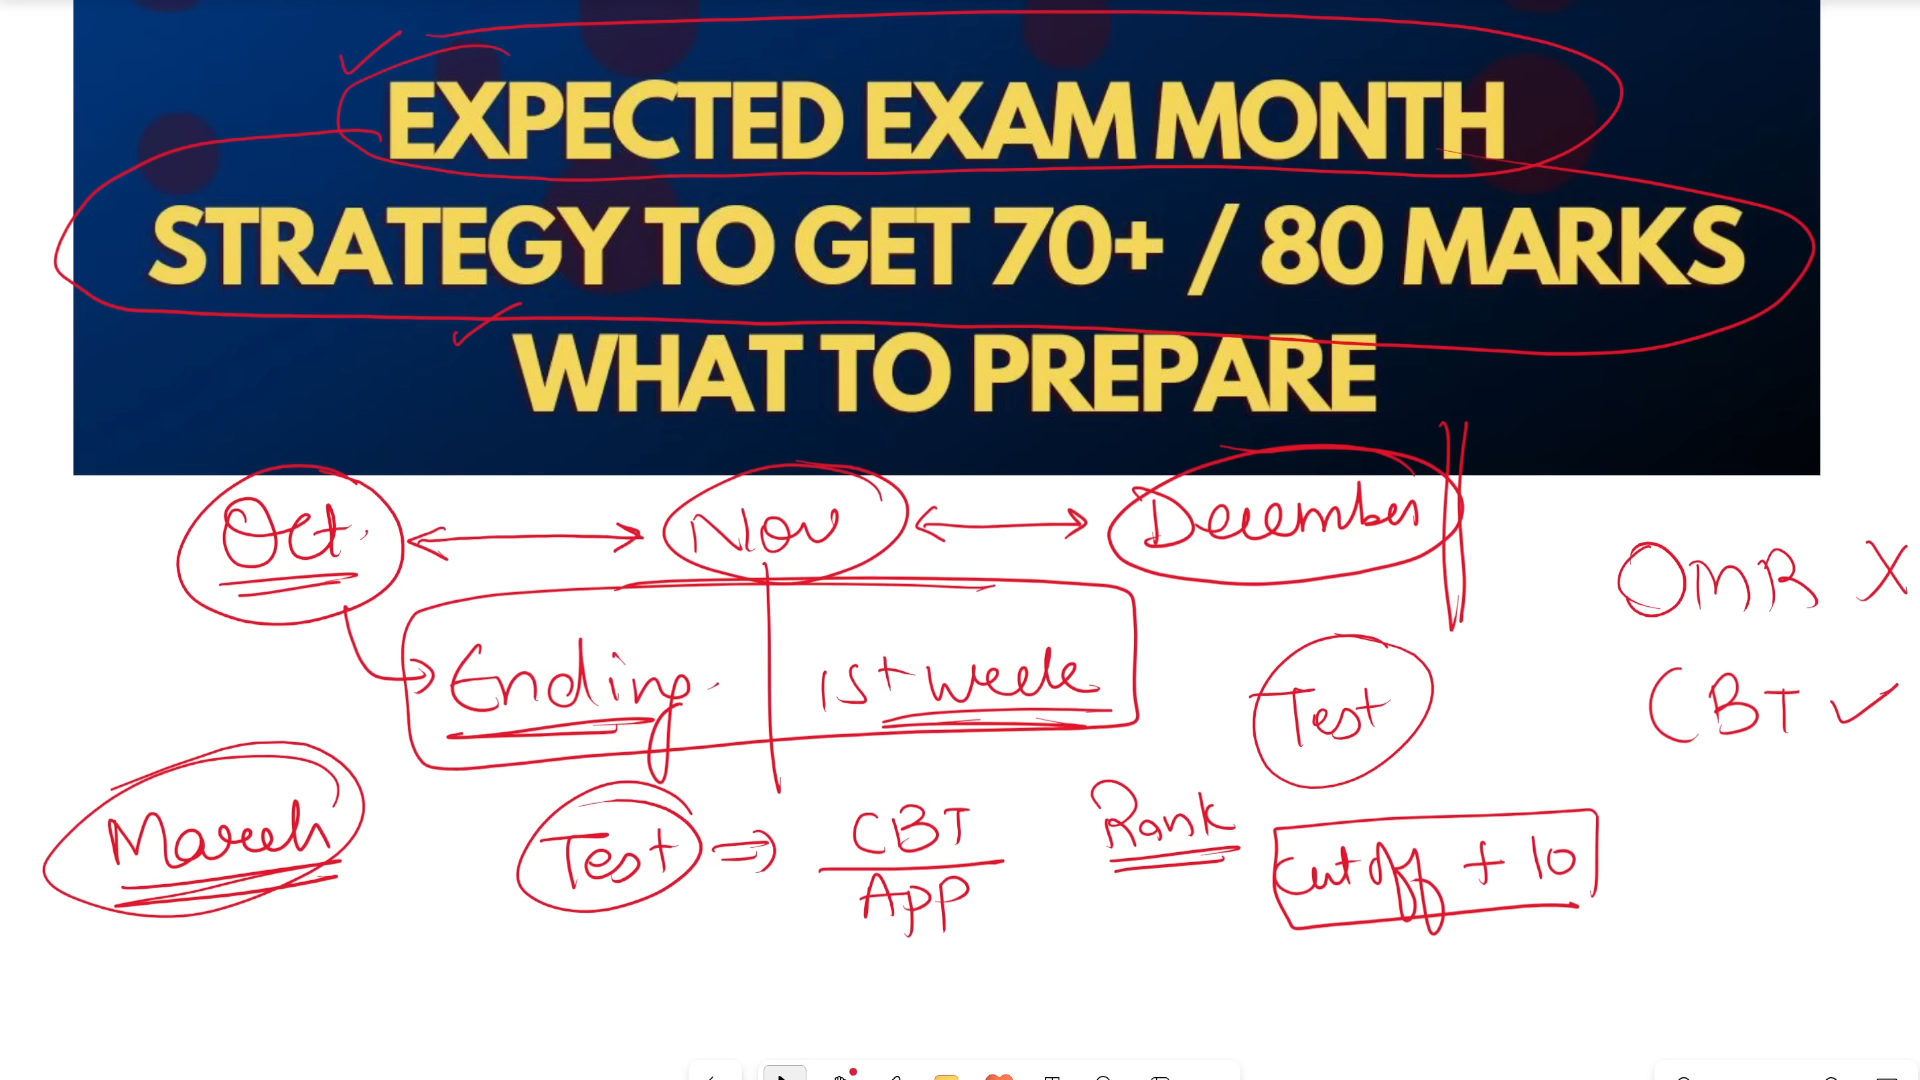 EXPECTED EXAM MONTH
STRATEGY TO GET 70+ / 80 MARKS
WHAT TO PREPARE
Oct. Nov December
OMR X
Ending. 1st week
Test
CBT ✓
March
Test ⇒ CBT
App
Rank
Cutoff + 10